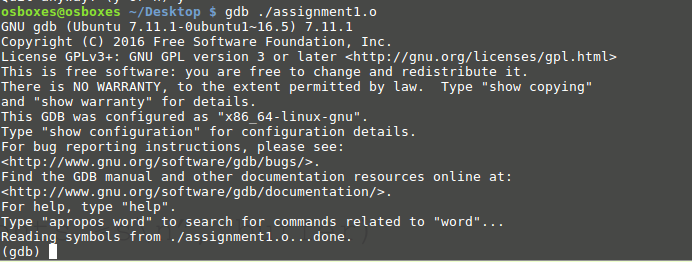 osboxes@osboxes ~/Desktop $ gdb ./assignment1.o
GNU gdb (Ubuntu 7.11.1-0ubuntu1~16.5) 7.11.1
Copyright (C) 2016 Free Software Foundation, Inc.
License GPLv3+: GNU GPL version 3 or later <http://gnu.org/licenses/gpl.html>
This is free software: you are free to change and redistribute it.
There is NO WARRANTY, to the extent permitted by law.  Type "show copying"
and "show warranty" for details.
This GDB was configured as "x86_64-linux-gnu".
Type "show configuration" for configuration details.
For bug reporting instructions, please see:
<http://www.gnu.org/software/gdb/bugs/>.
Find the GDB manual and other documentation resources online at:
<http://www.gnu.org/software/gdb/documentation/>.
For help, type "help".
Type "apropos word" to search for commands related to "word"...
Reading symbols from ./assignment1.o...done.
(gdb)